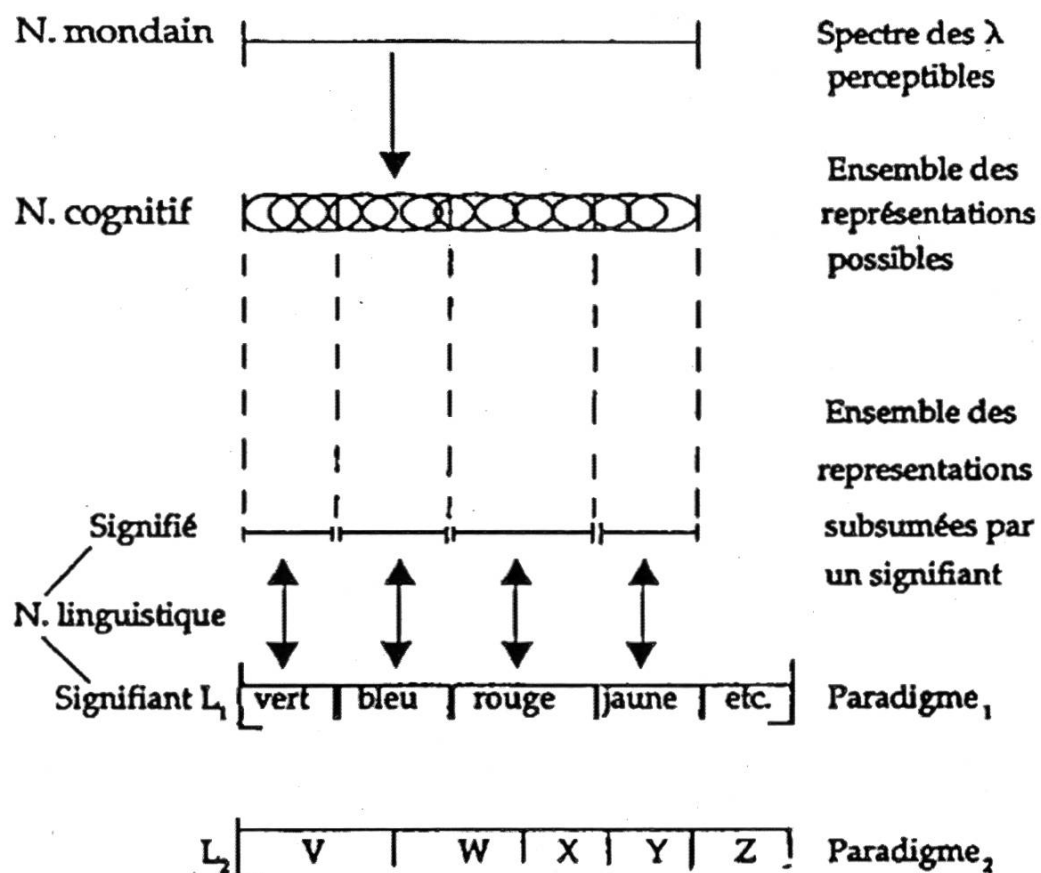 N. mondain
Spectre des λ
perceptibles
N. cognitif
Ensemble des
représentations
possibles
Ensemble des
representations
Signifié
subsumées par
un signifiant
N. linguistique
Signifiant L₁ vert bleu rouge jaune etc. Paradigme₁
L₂ V W X Y Z Paradigme₂